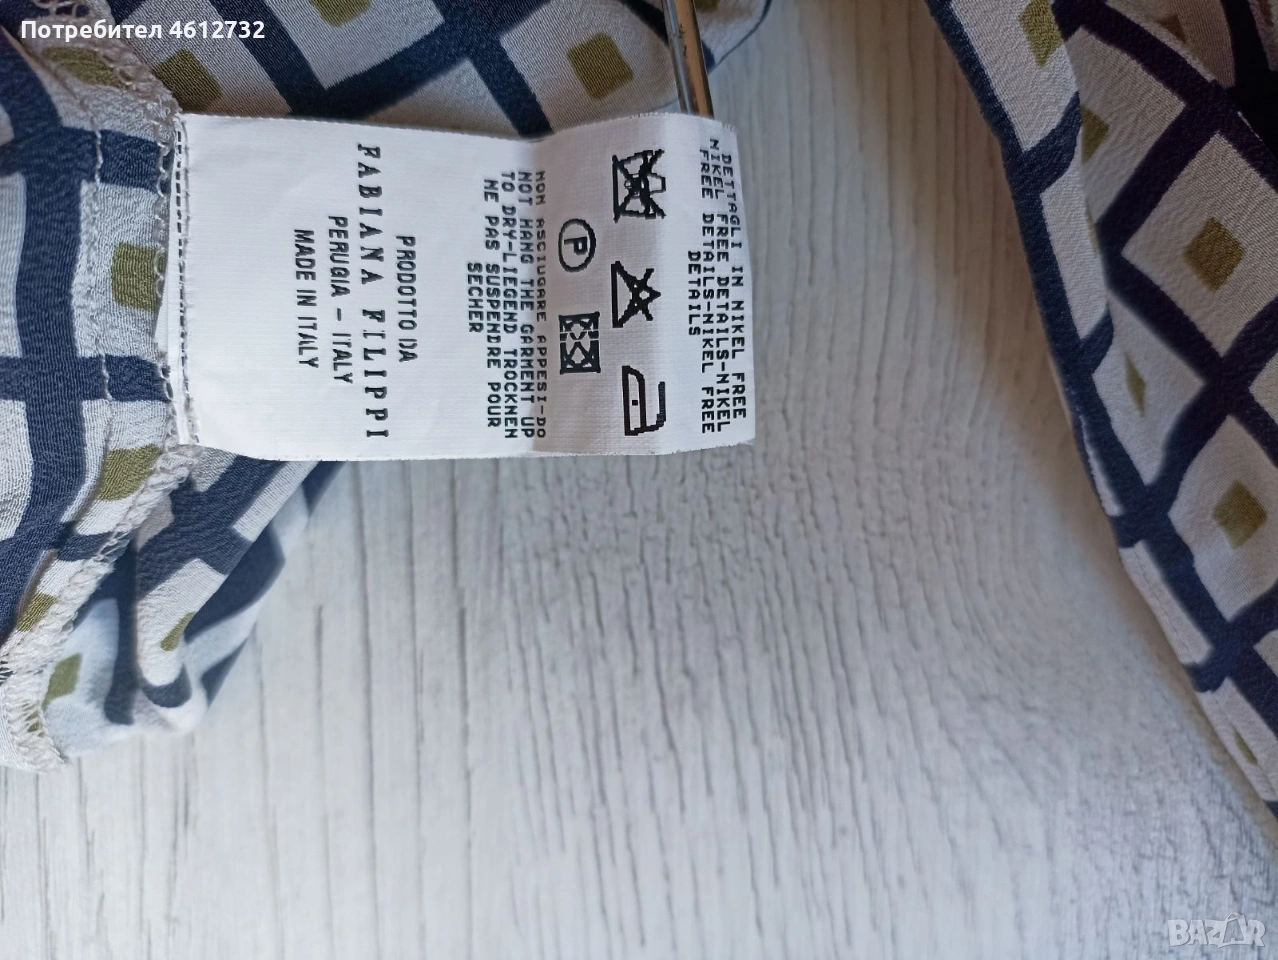 Потребител 4612732
DETTAGLI IN NIKEL FREE
NIKEL FREE DETAILS-NIKEL
FREE DETAILS-NIKEL FREE
DETAILS
P
NON ASCIUGARE APPESI-DO
NOT HANG THE GARMENT UP
TO DRY-LIEGEND TROCKNEN
NE PAS SUSPENDRE POUR
SECHER
PRODOTTO DA
FABIANA FILIPPI
PERUGIA - ITALY
MADE IN ITALY
BAZAR